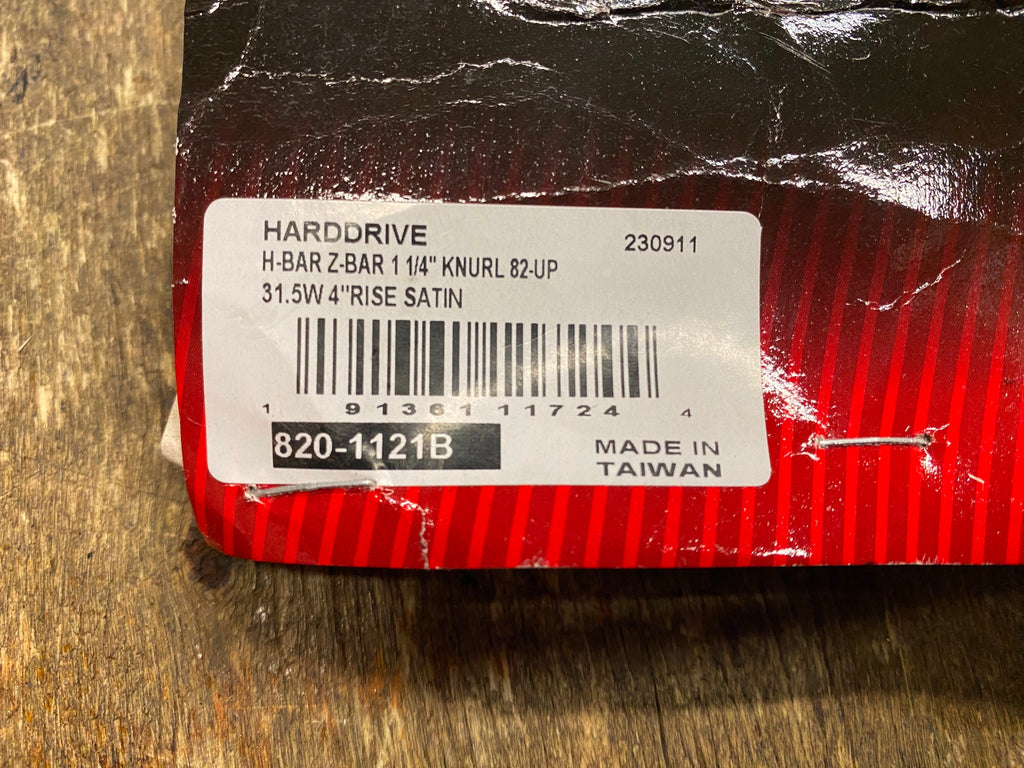 HARDDRIVE 230911
H-BAR Z-BAR 1 1/4" KNURL 82-UP
31.5W 4"RISE SATIN
1 91361 11724 4
820-1121B
MADE IN
TAIWAN